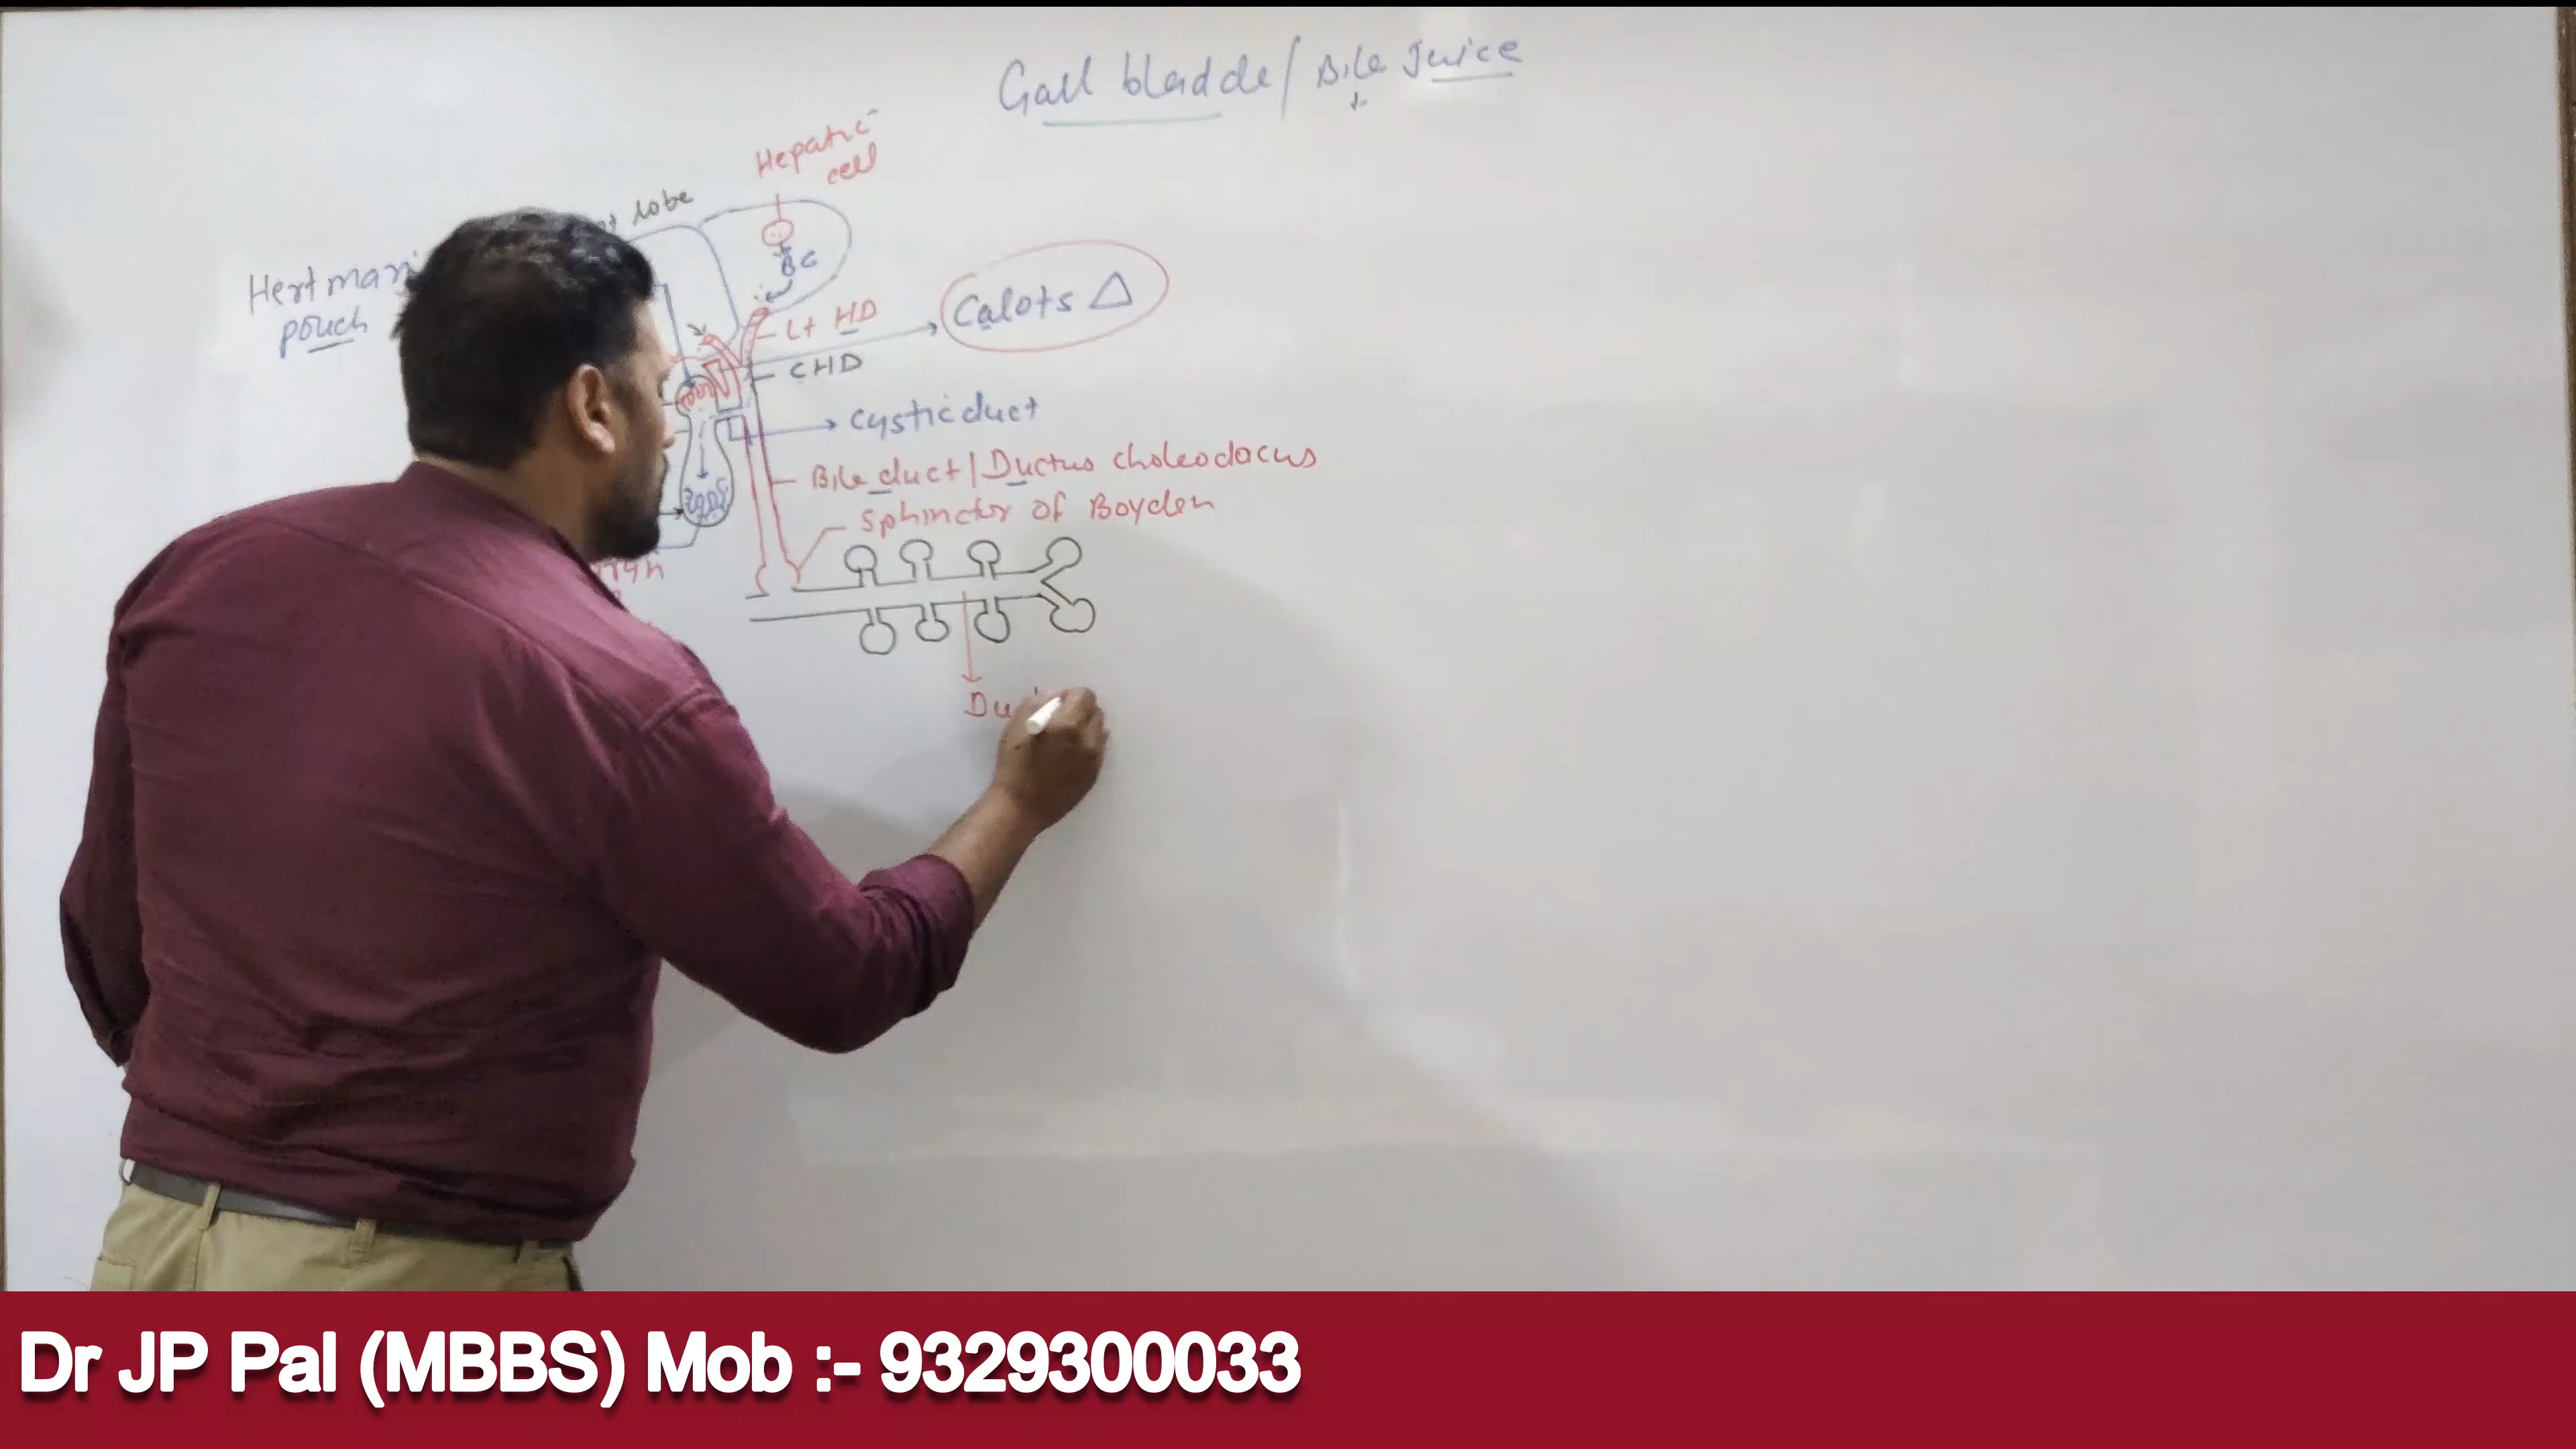 Gall bladde / Bile Juice
Hepatic
cell
lobe
BC
Hertman
pouch
Lt HD
Calots △
CHD
Cystic duct
Bile duct / Ductus choleodocus
Sphincter of Boyden
Du
Dr JP Pal (MBBS) Mob :- 9329300033